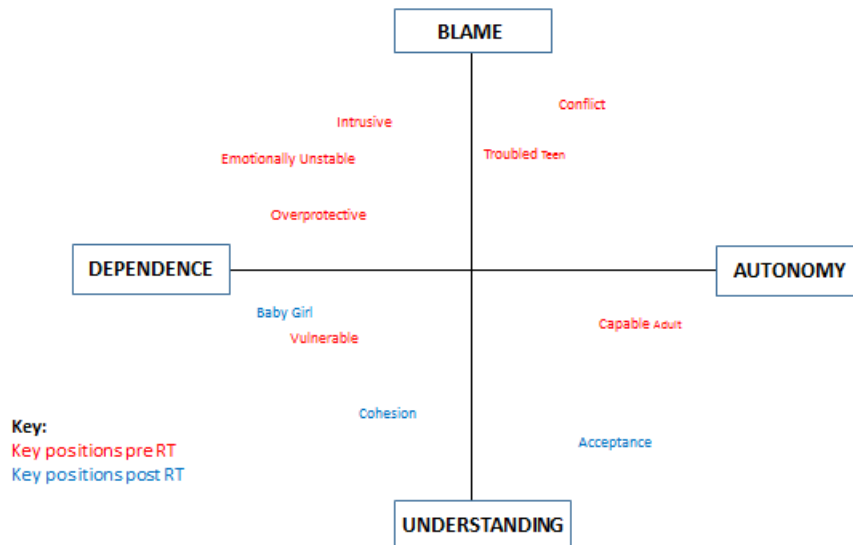 BLAME
Conflict
Intrusive
Troubled Teen
Emotionally Unstable
Overprotective
DEPENDENCE
AUTONOMY
Baby Girl
Capable Adult
Vulnerable
Cohesion
Key:
Acceptance
Key positions pre RT
Key positions post RT
UNDERSTANDING